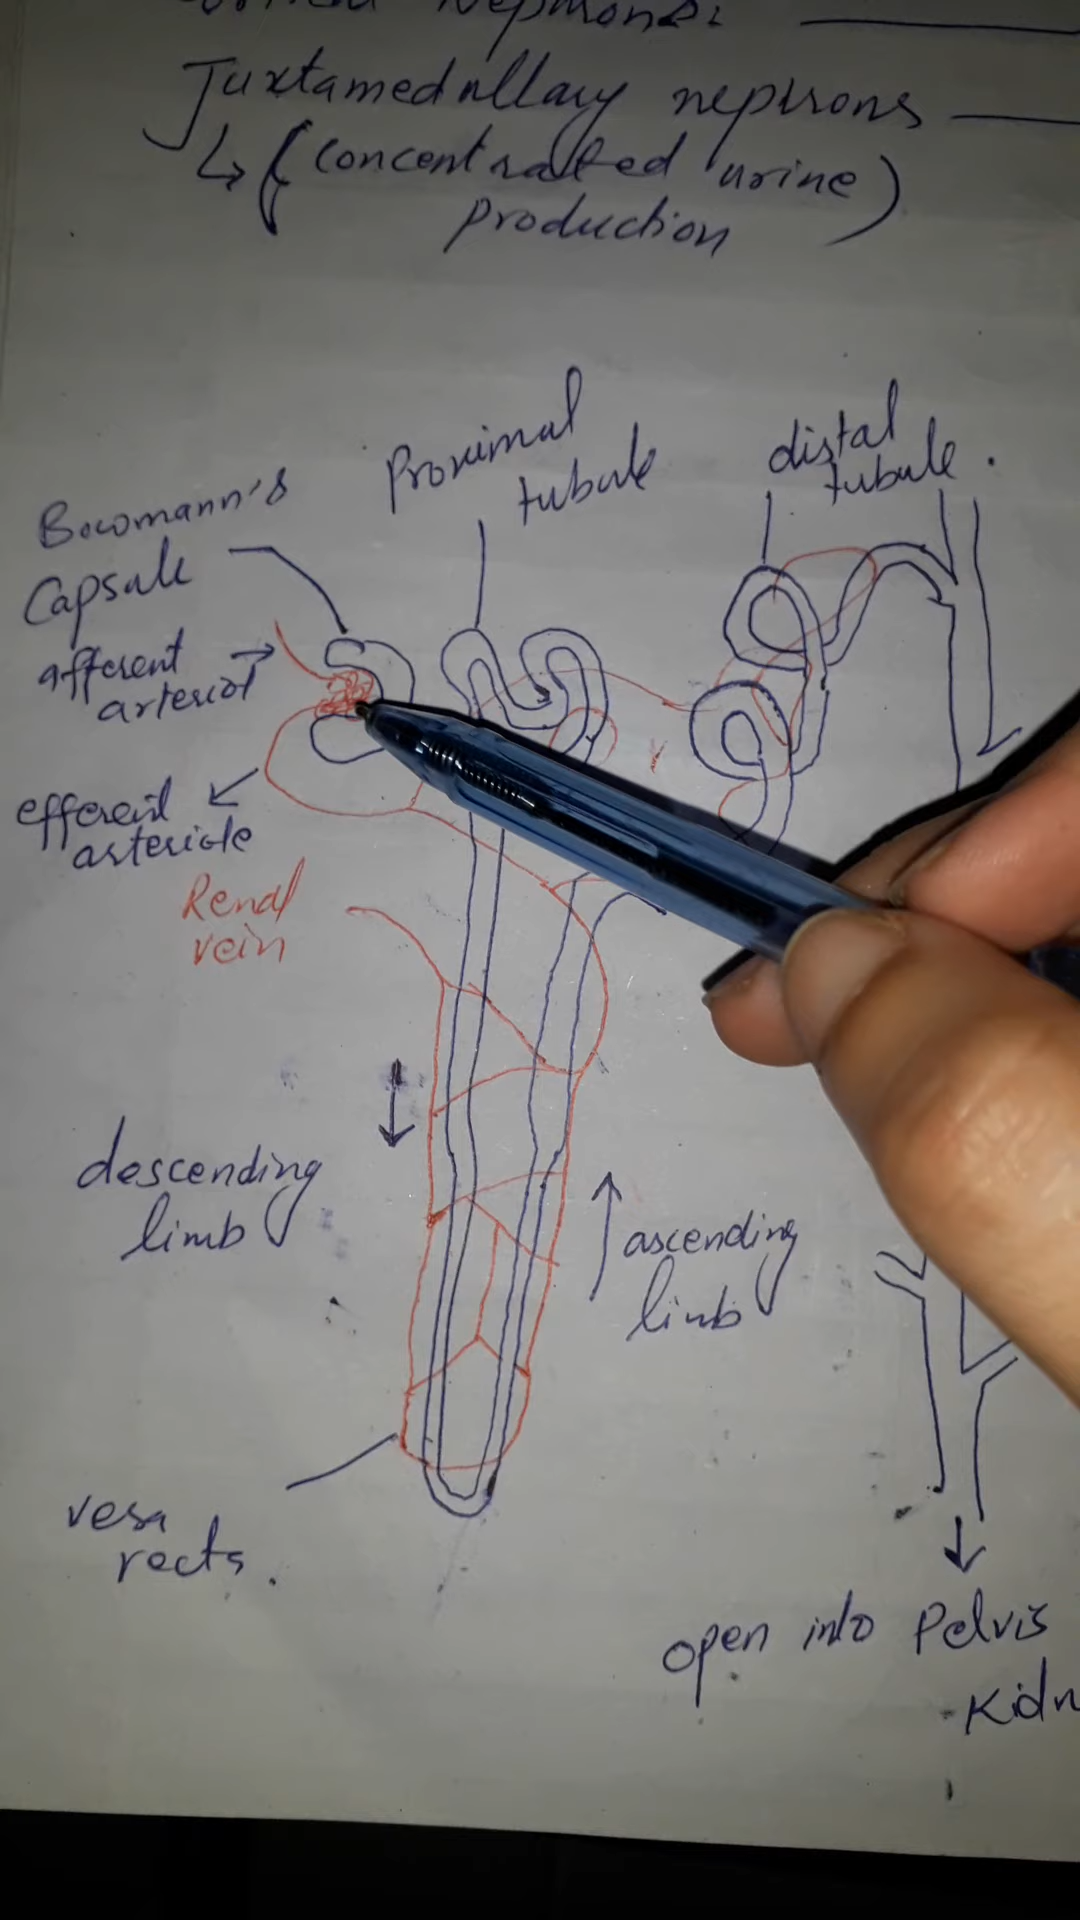 Nephrons:
Juxtamedullary nephrons
(concentrated urine)
production
Proximal
tubule
distal
tubule.
Bowmann's
Capsule
afferent
arteriol
efferent
arteriole
Renal
vein
descending
limb
ascending
limb
vesa
recta.
open into Pelvis
Kidn